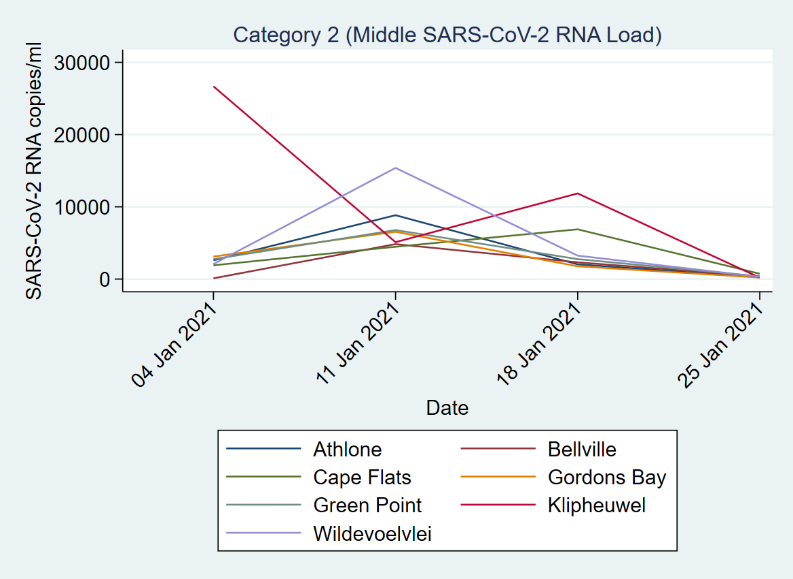 Category 2 (Middle SARS-CoV-2 RNA Load)
SARS-CoV-2 RNA copies/ml
30000
20000
10000
0
04 Jan 2021
11 Jan 2021
18 Jan 2021
25 Jan 2021
Date
Athlone
Bellville
Cape Flats
Gordons Bay
Green Point
Klipheuwel
Wildevoelvlei